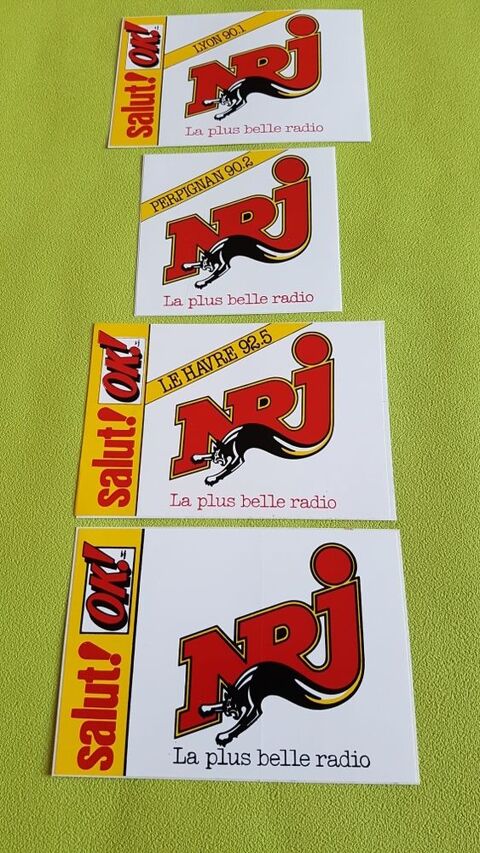 salut! OK!
LYON 90.1
NRJ
La plus belle radio
PERPIGNAN 90.2
NRJ
La plus belle radio
salut! OK!
LE HAVRE 92.5
NRJ
La plus belle radio
salut! OK!
NRJ
La plus belle radio